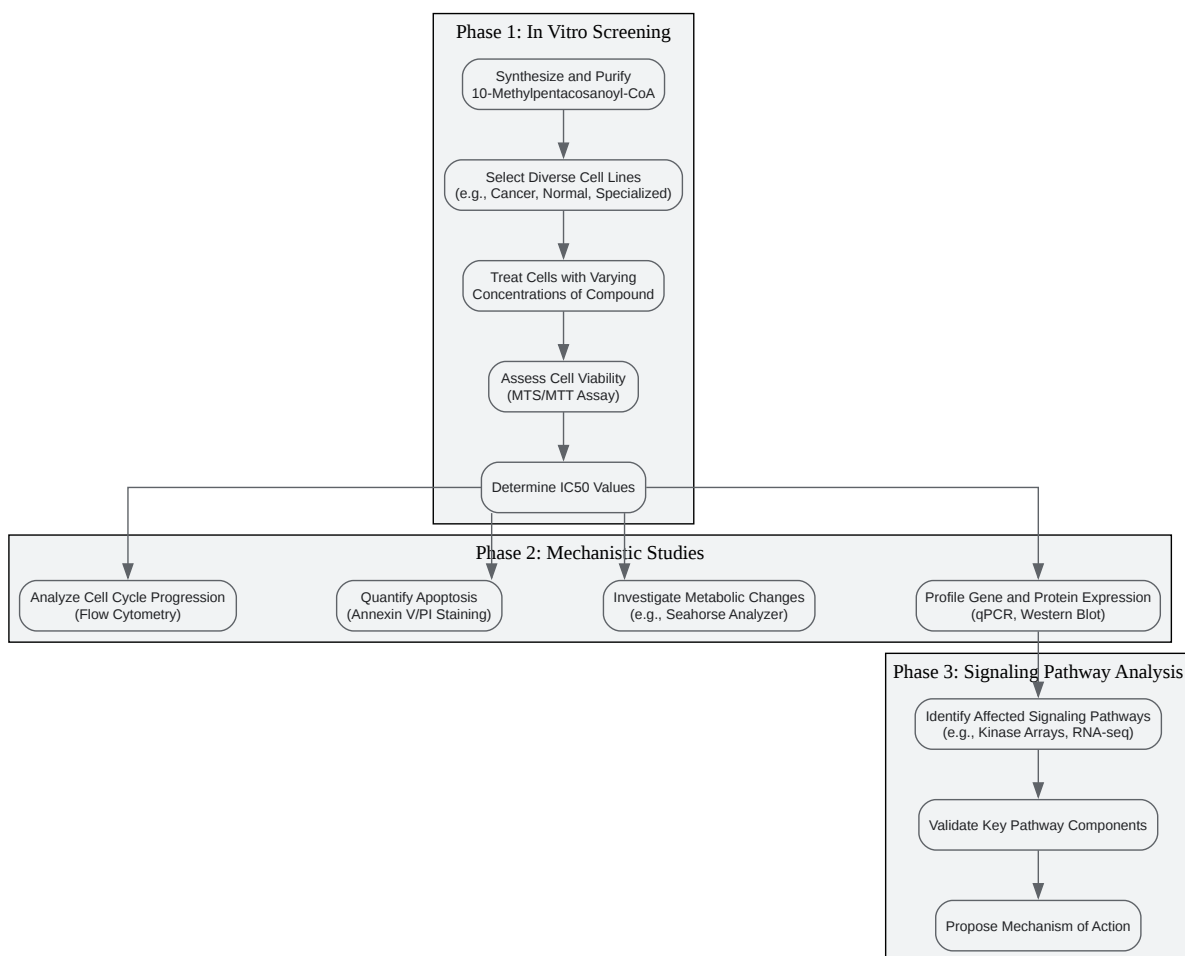 Phase 1: In Vitro Screening
Synthesize and Purify
10-Methylpentacosanoyl-CoA
Select Diverse Cell Lines
(e.g., Cancer, Normal, Specialized)
Treat Cells with Varying
Concentrations of Compound
Assess Cell Viability
(MTS/MTT Assay)
Determine IC50 Values
Phase 2: Mechanistic Studies
Analyze Cell Cycle Progression
(Flow Cytometry)
Quantify Apoptosis
(Annexin V/PI Staining)
Investigate Metabolic Changes
(e.g., Seahorse Analyzer)
Profile Gene and Protein Expression
(qPCR, Western Blot)
Phase 3: Signaling Pathway Analysis
Identify Affected Signaling Pathways
(e.g., Kinase Arrays, RNA-seq)
Validate Key Pathway Components
Propose Mechanism of Action